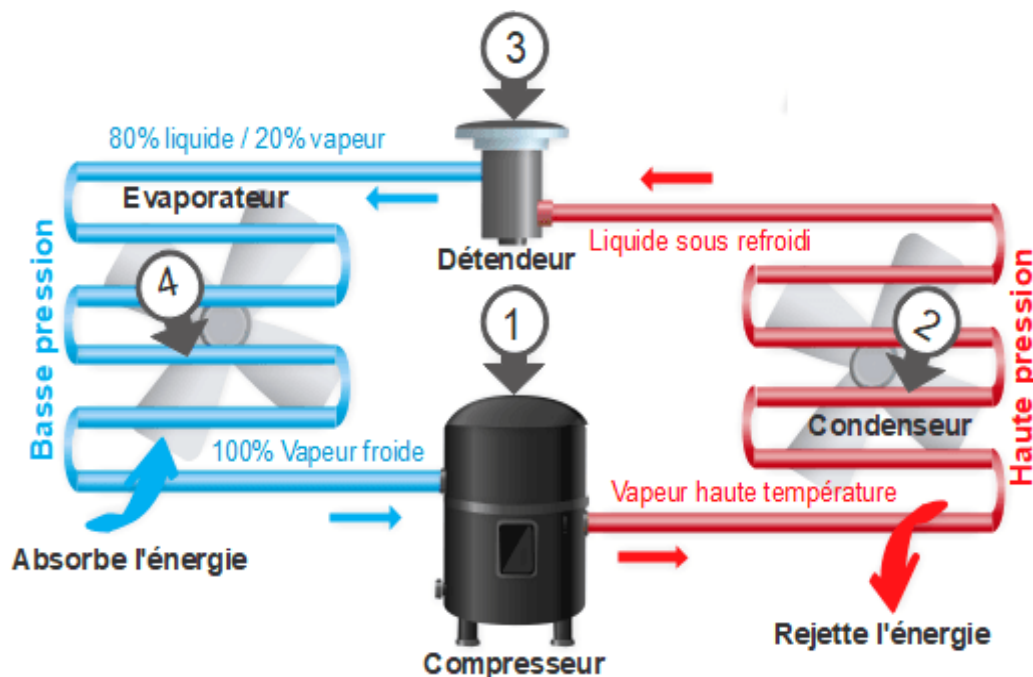 3
80% liquide / 20% vapeur
Evaporateur
Liquide sous refroidi
Détendeur
Basse pression
4
1
2
Haute pression
Condenseur
100% Vapeur froide
Vapeur haute température
Absorbe l'énergie
Rejette l'énergie
Compresseur